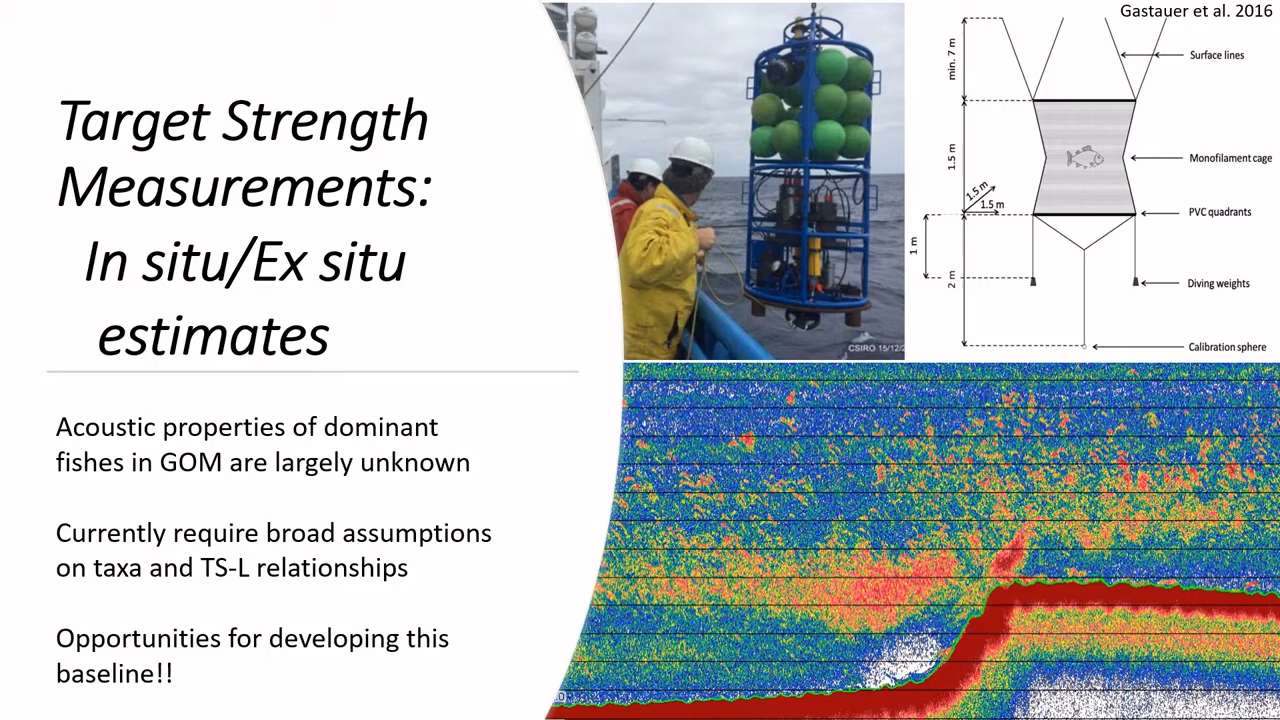 Target Strength
Measurements:
In situ/Ex situ
estimates
Acoustic properties of dominant
fishes in GOM are largely unknown
Currently require broad assumptions
on taxa and TS-L relationships
Opportunities for developing this
baseline!!
CSIRO 15/12/2
Gastauer et al. 2016
min. 7 m
Surface lines
1.5 m
Monofilament cage
1.5 m
1.5 m
PVC quadrants
1 m
2 m
Diving weights
Calibration sphere